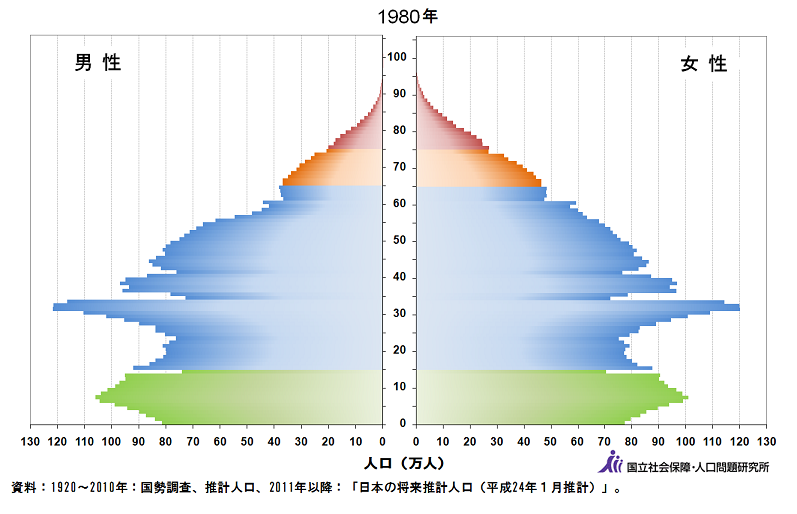 1980年
男 性
女 性
100
90
80
70
60
50
40
30
20
10
0
130 120 110 100 90 80 70 60 50 40 30 20 10 0
0 10 20 30 40 50 60 70 80 90 100 110 120 130
人口（万人）
国立社会保障・人口問題研究所
資料：1920～2010年：国勢調査、推計人口、2011年以降：「日本の将来推計人口（平成24年１月推計）」。